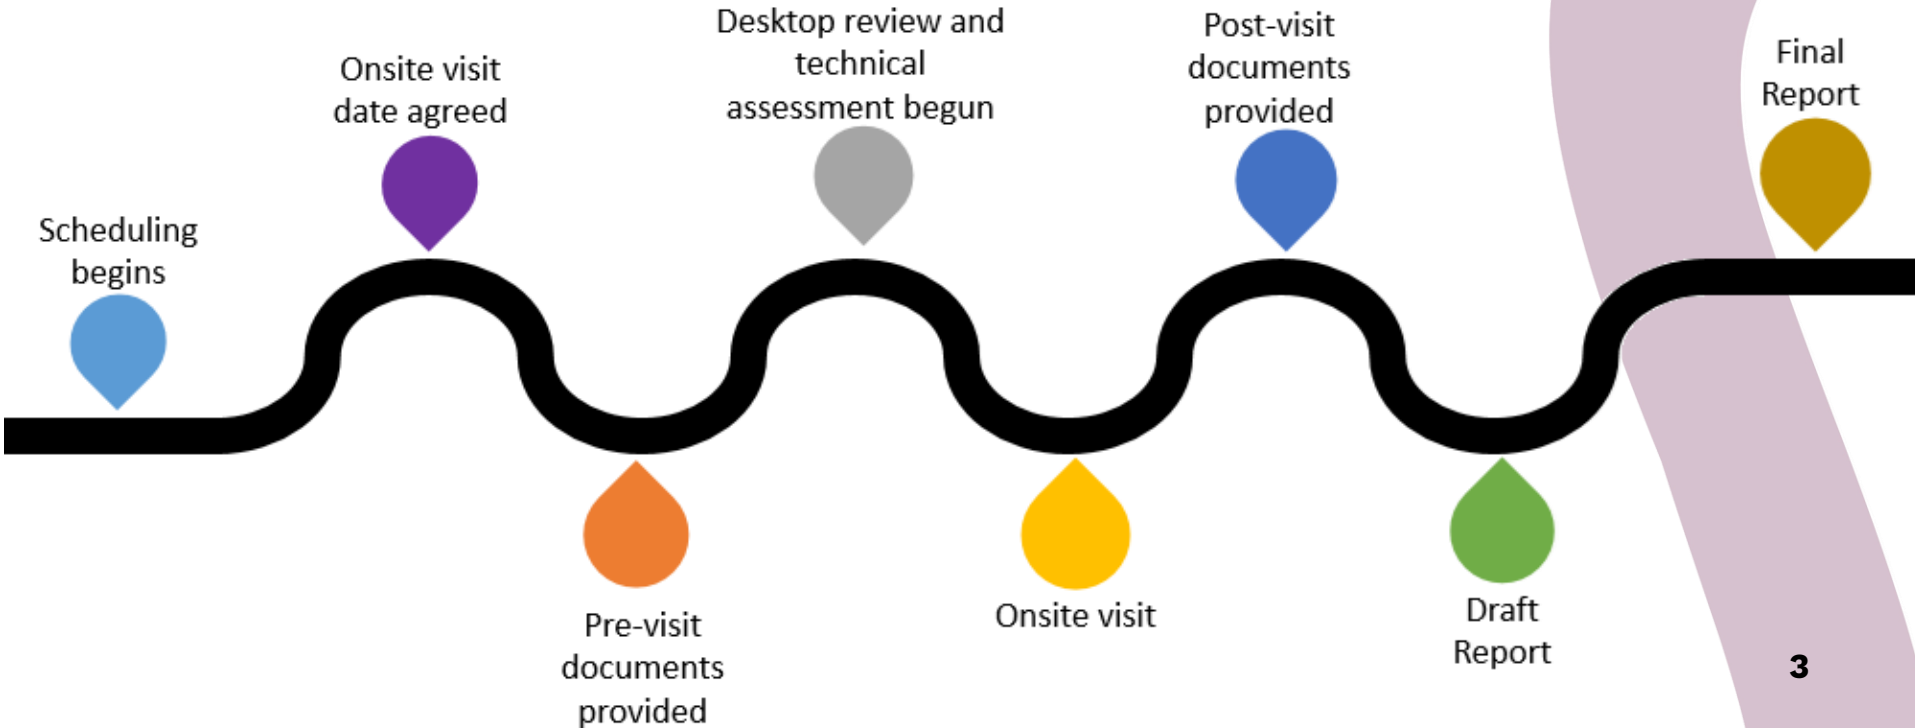 Scheduling
begins
Onsite visit
date agreed
Pre-visit
documents
provided
Desktop review and
technical
assessment begun
Onsite visit
Post-visit
documents
provided
Draft
Report
Final
Report
3